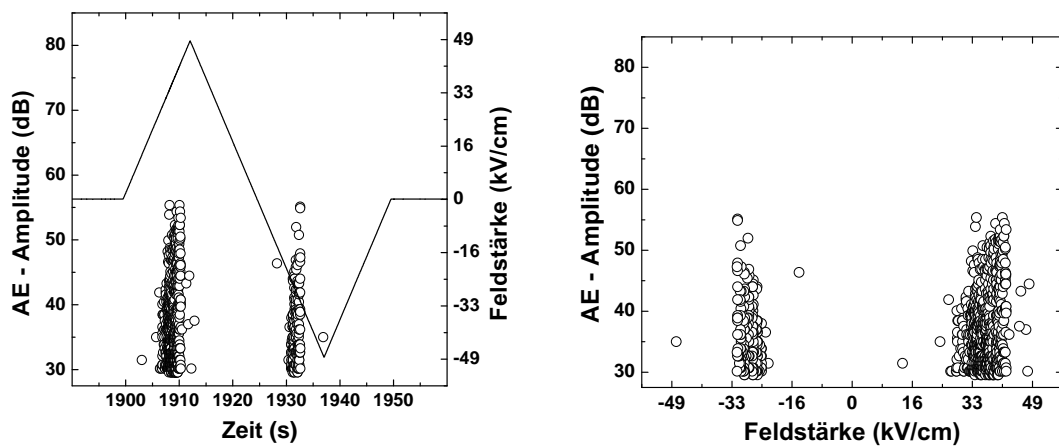 80
70
60
50
40
30
AE - Amplitude (dB)
49
33
16
0
-16
-33
-49
Feldstärke (kV/cm)
1900 1910 1920 1930 1940 1950
Zeit (s)
80
70
60
50
40
30
AE - Amplitude (dB)
-49 -33 -16 0 16 33 49
Feldstärke (kV/cm)